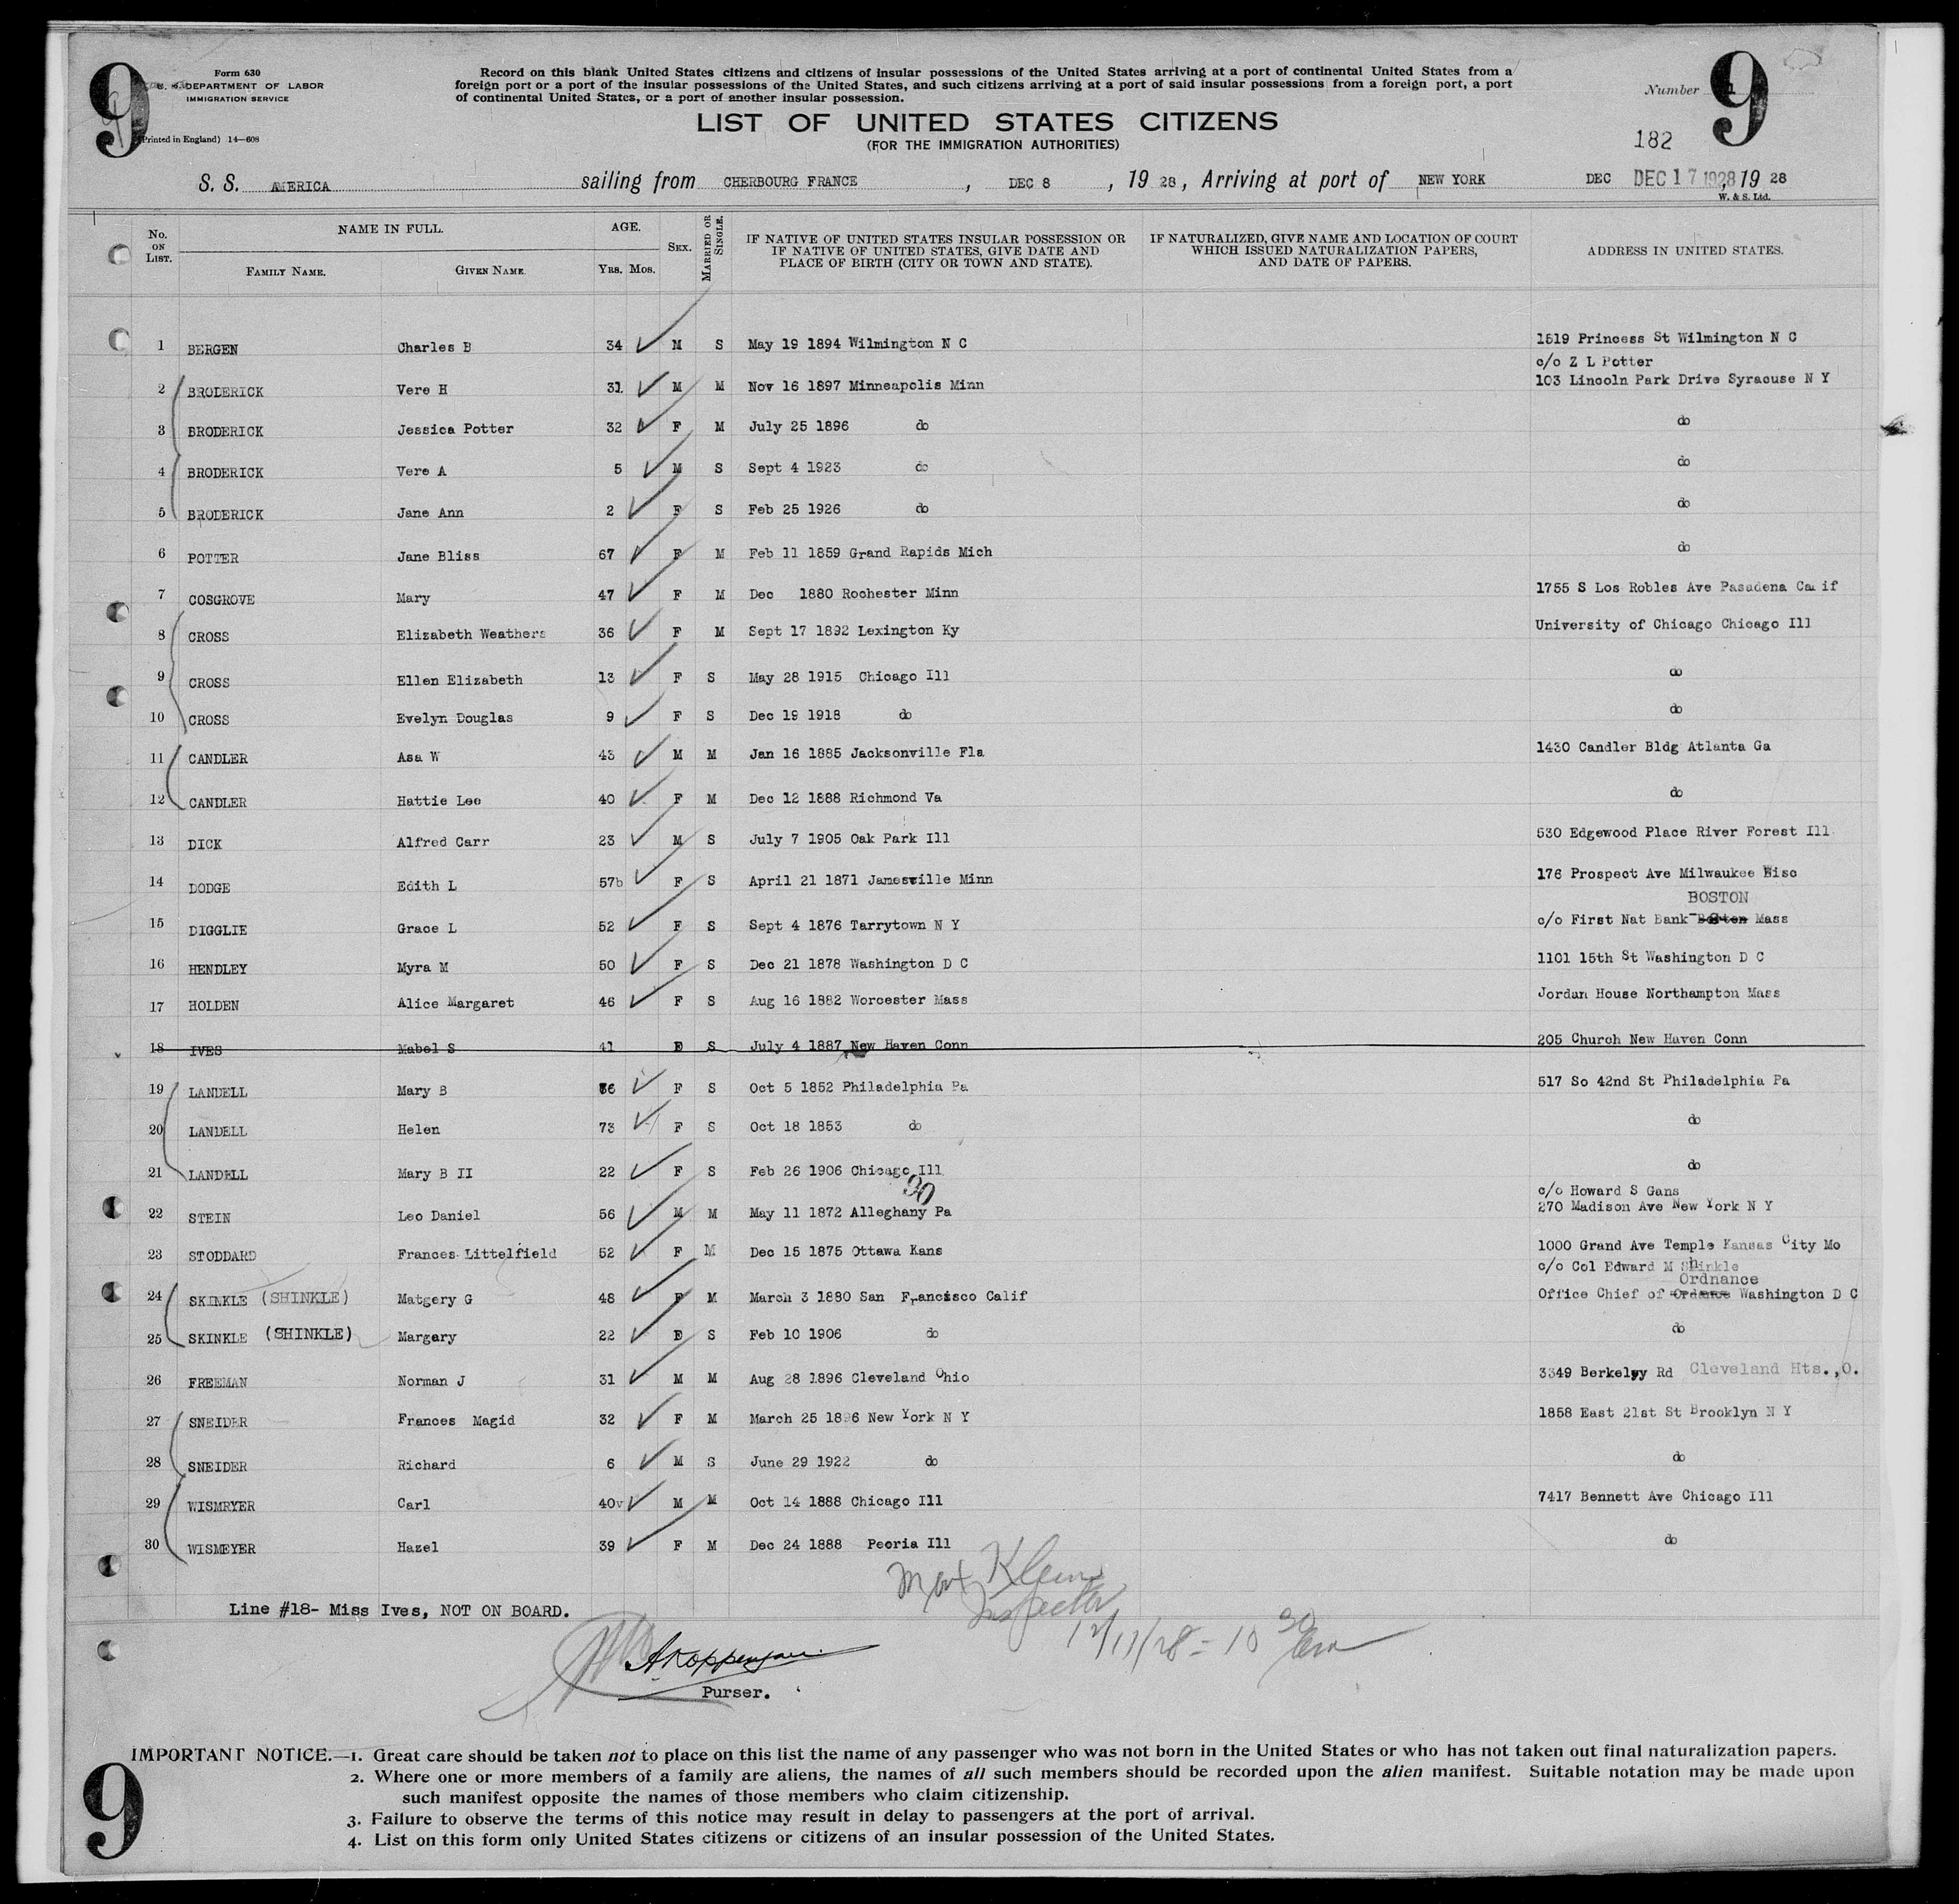 9
Form 630
U. S. DEPARTMENT OF LABOR
IMMIGRATION SERVICE
(Printed in England) 14—608
Record on this blank United States citizens and citizens of insular possessions of the United States arriving at a port of continental United States from a
foreign port or a port of the insular possessions of the United States, and such citizens arriving at a port of said insular possessions from a foreign port, a port
of continental United States, or a port of another insular possession.
Number 9
LIST OF UNITED STATES CITIZENS
(FOR THE IMMIGRATION AUTHORITIES)
182
S. S. AMERICA sailing from CHERBOURG FRANCE, DEC 8, 19 28, Arriving at port of NEW YORK DEC DEC 17 1928, 19 28
W. & S. Ltd.
No. ON LIST. NAME IN FULL. FAMILY NAME. GIVEN NAME. AGE. YRS. MOS. SEX. MARRIED OR SINGLE. IF NATIVE OF UNITED STATES INSULAR POSSESSION OR IF NATIVE OF UNITED STATES, GIVE DATE AND PLACE OF BIRTH (CITY OR TOWN AND STATE). IF NATURALIZED, GIVE NAME AND LOCATION OF COURT WHICH ISSUED NATURALIZATION PAPERS, AND DATE OF PAPERS. ADDRESS IN UNITED STATES.
1 BERGEN Charles B 34 M S May 19 1894 Wilmington N C 1519 Princess St Wilmington N C
c/o Z L Potter
2 BRODERICK Vere H 31 M M Nov 16 1897 Minneapolis Minn 103 Lincoln Park Drive Syracuse N Y
3 BRODERICK Jessica Potter 32 F M July 25 1896 do do
4 BRODERICK Vere A 5 M S Sept 4 1923 do do
5 BRODERICK Jane Ann 2 F S Feb 25 1926 do do
6 POTTER Jane Bliss 67 F M Feb 11 1859 Grand Rapids Mich do
7 COSGROVE Mary 47 F M Dec 1880 Rochester Minn 1755 S Los Robles Ave Pasadena Calif
8 CROSS Elizabeth Weathers 36 F M Sept 17 1892 Lexington Ky University of Chicago Chicago Ill
9 CROSS Ellen Elizabeth 13 F S May 28 1915 Chicago Ill do
10 CROSS Evelyn Douglas 9 F S Dec 19 1918 do do
11 CANDLER Asa W 43 M M Jan 16 1885 Jacksonville Fla 1430 Candler Bldg Atlanta Ga
12 CANDLER Hattie Lee 40 F M Dec 12 1888 Richmond Va do
13 DICK Alfred Carr 23 M S July 7 1905 Oak Park Ill 530 Edgewood Place River Forest Ill
14 DODGE Edith L 57b F S April 21 1871 Janesville Minn 176 Prospect Ave Milwaukee Wisc
BOSTON
15 DIGGLIE Grace L 52 F S Sept 4 1876 Tarrytown N Y c/o First Nat Bank Boston Mass
16 HENDLEY Myra M 50 F S Dec 21 1878 Washington D C 1101 15th St Washington D C
17 HOLDEN Alice Margaret 46 F S Aug 16 1882 Worcester Mass Jordan House Northampton Mass
18 IVES Mabel S 41 F S July 4 1887 New Haven Conn 205 Church New Haven Conn
19 LANDELL Mary B 76 F S Oct 5 1852 Philadelphia Pa 517 So 42nd St Philadelphia Pa
20 LANDELL Helen 73 F S Oct 18 1853 do do
21 LANDELL Mary B II 22 F S Feb 26 1906 Chicago Ill do
90
c/o Howard S Gans
22 STEIN Leo Daniel 56 M M May 11 1872 Alleghany Pa 270 Madison Ave New York N Y
23 STODDARD Frances Littelfield 52 F M Dec 15 1875 Ottawa Kans 1000 Grand Ave Temple Kansas City Mo
c/o Col Edward M Shinkle
Ordnance
24 SKINKLE (SHINKLE) Matgery G 48 F M March 3 1880 San Francisco Calif Office Chief of Ordance Washington D C
25 SKINKLE (SHINKLE) Margery 22 F S Feb 10 1906 do do
26 FREEMAN Norman J 31 M M Aug 28 1896 Cleveland Ohio 3349 Berkeley Rd Cleveland Hts., O.
27 SNEIDER Frances Magid 32 F M March 25 1896 New York N Y 1858 East 21st St Brooklyn N Y
28 SNEIDER Richard 6 M S June 29 1922 do do
29 WISMRYER Carl 40v M M Oct 14 1888 Chicago Ill 7417 Bennett Ave Chicago Ill
30 WISMEYER Hazel 39 F M Dec 24 1888 Peoria Ill do
Klein
Inspector
12/17/28 = 10 30 am
Line #18- Miss Ives, NOT ON BOARD.
Purser.
9
IMPORTANT NOTICE.—1. Great care should be taken not to place on this list the name of any passenger who was not born in the United States or who has not taken out final naturalization papers.
2. Where one or more members of a family are aliens, the names of all such members should be recorded upon the alien manifest. Suitable notation may be made upon
such manifest opposite the names of those members who claim citizenship.
3. Failure to observe the terms of this notice may result in delay to passengers at the port of arrival.
4. List on this form only United States citizens or citizens of an insular possession of the United States.